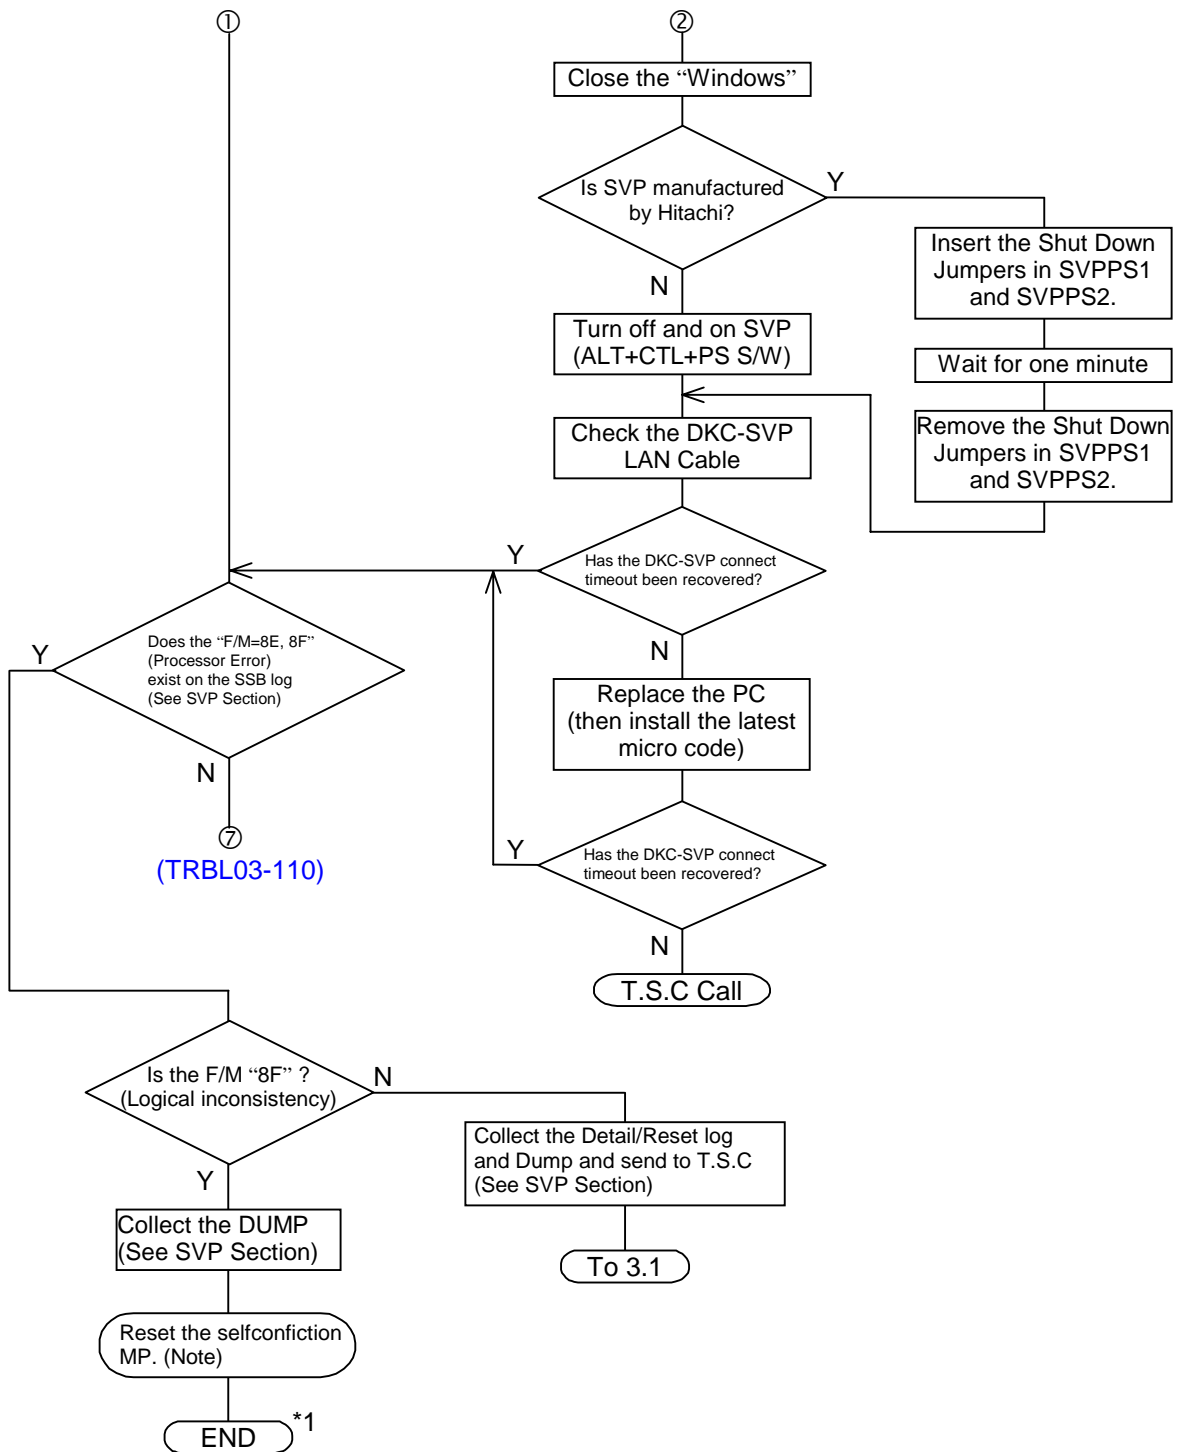 ①
②
Close the “Windows”
Is SVP manufactured
by Hitachi?
Y
N
Insert the Shut Down
Jumpers in SVPPS1
and SVPPS2.
Turn off and on SVP
(ALT+CTL+PS S/W)
Wait for one minute
Remove the Shut Down
Jumpers in SVPPS1
and SVPPS2.
Check the DKC-SVP
LAN Cable
Has the DKC-SVP connect
timeout been recovered?
Y
N
Replace the PC
(then install the latest
micro code)
Has the DKC-SVP connect
timeout been recovered?
Y
N
T.S.C Call
Does the “F/M=8E, 8F”
(Processor Error)
exist on the SSB log
(See SVP Section)
Y
N
⑦
(TRBL03-110)
Is the F/M “8F” ?
(Logical inconsistency)
N
Y
Collect the Detail/Reset log
and Dump and send to T.S.C
(See SVP Section)
To 3.1
Collect the DUMP
(See SVP Section)
Reset the selfconfiction
MP. (Note)
END
*1